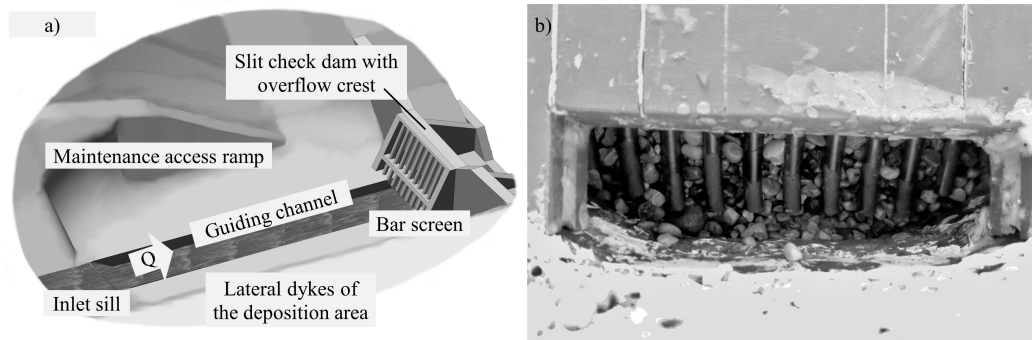 a)
Slit check dam with
overflow crest
Maintenance access ramp
Guiding channel
Bar screen
Q
Inlet sill
Lateral dykes of
the deposition area
b)